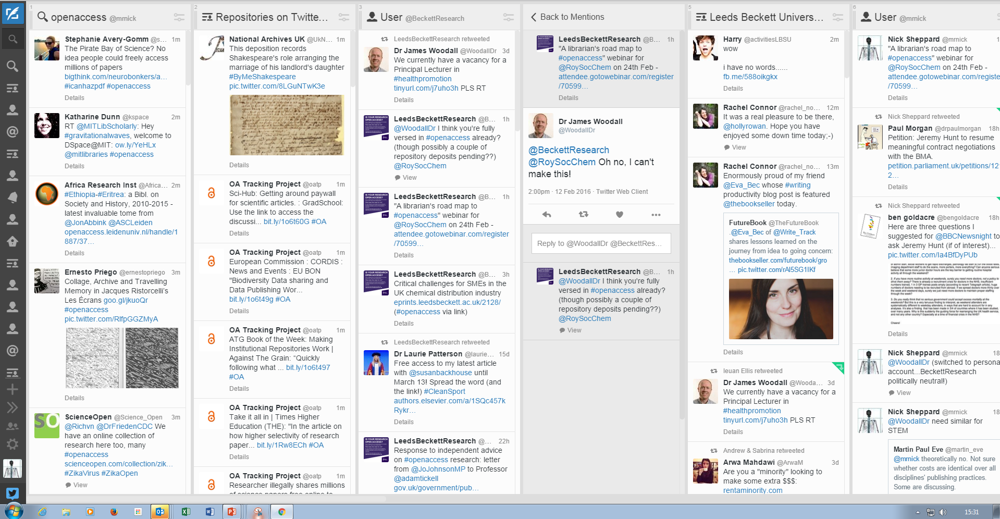 1
openaccess @mrnick
Stephanie Avery-Gomm @s... 1m
The Pirate Bay of Science? No
idea people could freely access
millions of papers
bigthink.com/neurobonkers/a...
#icanhazpdf #openaccess
Details
Katharine Dunn @kspace 2m
RT @MITLibScholarly: Hey
#gravitationalwaves, welcome to
DSpace@MIT: ow.ly/YeHLx
@mitlibraries #openaccess
Details
Africa Research Inst @Africa... 2m
#Ethiopia-#Eritrea: a Bibl. on
Society and History, 2010-2015 -
latest invaluable tome from
@JonAbbink @ASCLeiden
openaccess.leidenuniv.nl/handle/1
887/37...
Details
Ernesto Priego @ernestopriego 3m
Collage, Archive and Travelling
Memory in Jacques Ristorcelli's
Les Écrans goo.gl/jkuoQr
#openaccess
pic.twitter.com/RlfpGGZMyA
Details
SO
ScienceOpen @Science_Open 3m
@Richvn @DrFriedenCDC We
have an online collection of
research here too, many
#openaccess
scienceopen.com/collection/zik...
#ZikaVirus #ZikaOpen
View
2
Repositories on Twitte...
National Archives UK @UkN... 1m
This deposition records
Shakespeare's role arranging the
marriage of his landlord's daughter
#ByMeShakespeare
pic.twitter.com/8LGuNTwK3e
Details
OA Tracking Project @oatp 1m
Sci-Hub: Getting around paywall
for scientific articles. : GradSchool:
Use the link to access the
discussi... bit.ly/1o6t60G #OA
Details
OA Tracking Project @oatp 1m
European Commission : CORDIS :
News and Events : EU BON
"Biodiversity Data sharing and
Data Publishing Wor...
bit.ly/1o6t49g #OA
Details
OA Tracking Project @oatp 1m
ATG Book of the Week: Making
Institutional Repositories Work |
Against The Grain: “Quickly
following what ... bit.ly/1o6t497
#OA
Details
OA Tracking Project @oatp 1m
Take it all in | Times Higher
Education (THE): "In the article on
how higher selectivity of research
paper... bit.ly/1Rw8ECh #OA
Details
OA Tracking Project @oatp 1m
Researcher illegally shares millions
of science papers free online to
3
User @BeckettResearch
LeedsBeckettResearch retweeted
Dr James Woodall @WoodallDr 3d
We currently have a vacancy for a
Principal Lecturer in
#healthpromotion
tinyurl.com/j7uho3h PLS RT
Details
IS YOUR RESEARCH
OPEN ACCESS?
LeedsBeckettResearch @B... 1h
@WoodallDr I think you're fully
versed in #openaccess already?
(though possibly a couple of
repository deposits pending??)
@RoySocChem
View
LeedsBeckettResearch @B... 1h
"A librarian's road map to
#openaccess" webinar for
@RoySocChem on 24th Feb -
attendee.gotowebinar.com/register
/70599...
Details
LeedsBeckettResearch @B... 3h
Critical challenges for SMEs in the
UK chemical distribution industry
eprints.leedsbeckett.ac.uk/2128/
(#openaccess via link)
Details
LeedsBeckettResearch retweeted
Dr Laurie Patterson @laurie... 15d
Free access to my latest article
with @susanbackhouse until
March 13! Spread the word (and
the link!) #CleanSport
authors.elsevier.com/a/1SQc457k
Rykr...
Details
LeedsBeckettResearch @... 22h
Response to independent advice
on #openaccess research: letter
from @JoJohnsonMP to Professor
@adamtickell
gov.uk/government/pub...
Back to Mentions
LeedsBeckettResearch @B... 1h
"A librarian's road map to
#openaccess" webinar for
@RoySocChem on 24th Feb -
attendee.gotowebinar.com/register
/70599...
Details
Dr James Woodall
@WoodallDr
@BeckettResearch
@RoySocChem Oh no, I can't
make this!
2:00pm · 12 Feb 2016 · Twitter Web Client
Reply to @WoodallDr @BeckettRes...
LeedsBeckettResearch @B... 1h
@WoodallDr I think you're fully
versed in #openaccess already?
(though possibly a couple of
repository deposits pending??)
@RoySocChem
View
5
Leeds Beckett Univers...
Harry @activitiesLBSU 2m
wow
i have no words......
fb.me/588oikgkx
Details
Rachel Connor @rachel_no... 12m
It was a real pleasure to be there,
@hollyrowan. Hope you have
enjoyed some down time today;-)
View
Rachel Connor @rachel_no... 13m
Enormously proud of my friend
@Eva_Bec whose #writing
productivity blog post is featured
@thebookseller today.
FutureBook @TheFutureBook
.@Eva_Bec of @Write_Track
shares lessons learned on the
journey from idea to going concern:
thebookseller.com/futurebook/gro
... pic.twitter.com/rAl5SG1IKf
Details
Ieuan Ellis retweeted
Dr James Woodall @Wooda... 3d
We currently have a vacancy for a
Principal Lecturer in
#healthpromotion
tinyurl.com/j7uho3h PLS RT
Details
Andrew & Sabrina retweeted
Arwa Mahdawi @ArwaM 3d
Are you a "minority" looking to
make some extra $$$:
rentaminority.com
6
User @mrnick
Nick Sheppard @mrnick 1
"A librarian's road map to
#openaccess" webinar for
@RoySocChem on 24th Feb -
attendee.gotowebinar.com/registe
/70599...
Details
Nick Sheppard retweeted
Paul Morgan @drpaulmorgan 18h
Petition: Jeremy Hunt to resume
meaningful contract negotiations
with the BMA.
petition.parliament.uk/petitions/12
2...
Details
Nick Sheppard retweeted
ben goldacre @bengoldacre 18h
Here are three questions I
suggested for @BBCNewsnight to
ask Jeremy Hunt (if of interest)...
pic.twitter.com/Ia4BfDyPUb
Cheers!
Details
Nick Sheppard @mrnick 18
@WoodallDr (switched to persona
account...BeckettResearch
politically neutral!)
View
Nick Sheppard @mrnick 18
@WoodallDr need similar for
STEM
Martin Paul Eve @martin_eve
@mrnick theoretically no. Not sure
whether costs are identical over all
disciplines' publishing practices.
Some are discussing.
15:31